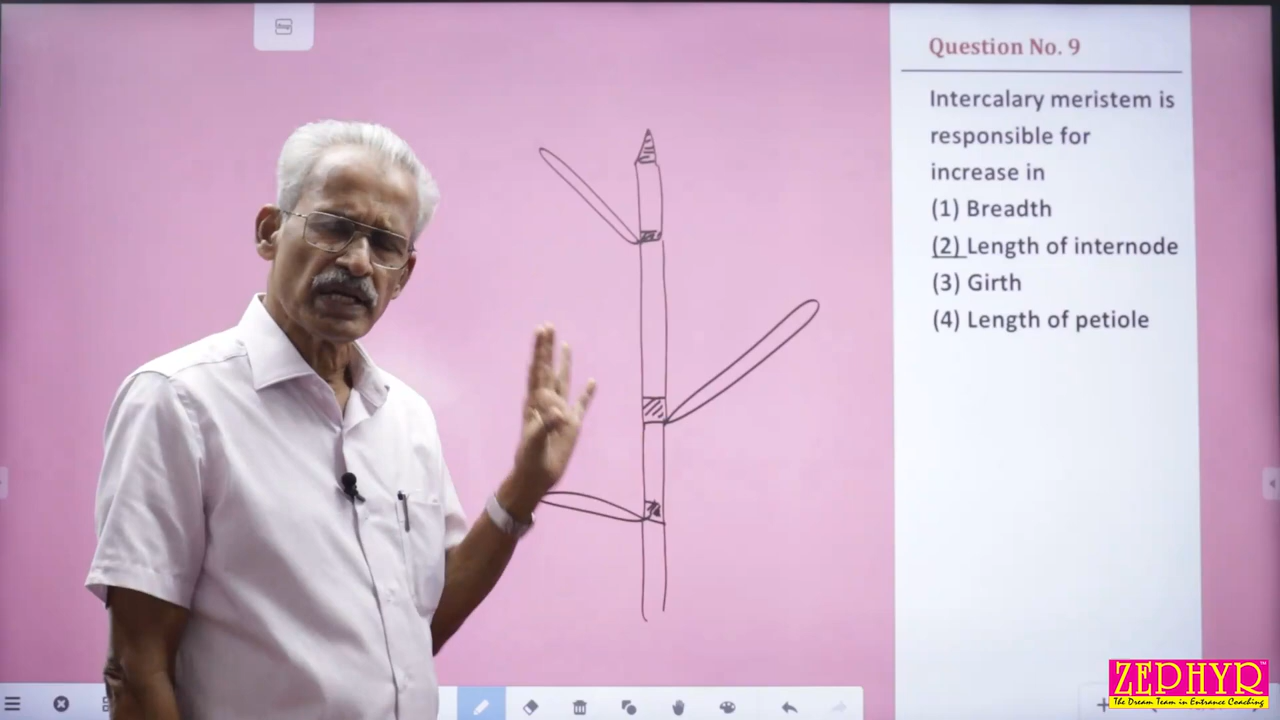 Question No. 9
Intercalary meristem is
responsible for
increase in
(1) Breadth
(2) Length of internode
(3) Girth
(4) Length of petiole
ZEPHYR™
The Dream Team in Entrance Coaching